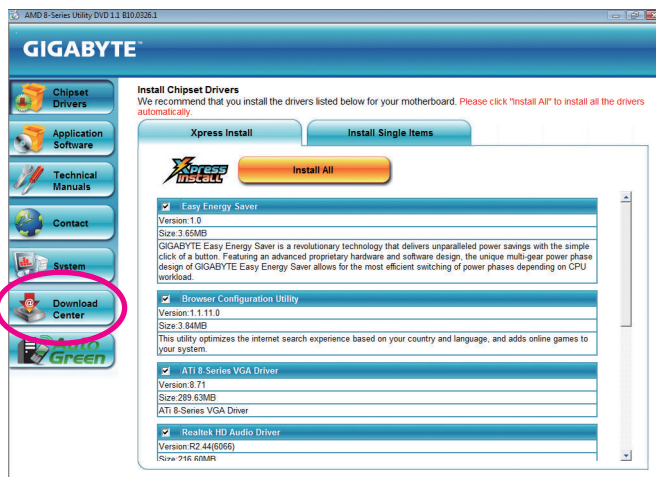 AMD 8-Series Utility DVD 1.1 B10.0326.1
GIGABYTE™
Chipset
Drivers
Application
Software
Technical
Manuals
Contact
System
Download
Center
Auto
Green
Install Chipset Drivers
We recommend that you install the drivers listed below for your motherboard. Please click "Install All" to install all the drivers
automatically.
Xpress Install
Install Single Items
Xpress
Install
Install All
Easy Energy Saver
Version:1.0
Size:3.65MB
GIGABYTE Easy Energy Saver is a revolutionary technology that delivers unparalleled power savings with the simple
click of a button. Featuring an advanced proprietary hardware and software design, the unique multi-gear power phase
design of GIGABYTE Easy Energy Saver allows for the most efficient switching of power phases depending on CPU
workload.
Browser Configuration Utility
Version:1.1.11.0
Size:3.84MB
This utility optimizes the internet search experience based on your country and language, and adds online games to
your system.
ATi 8-Series VGA Driver
Version:8.71
Size:289.63MB
ATi 8-Series VGA Driver
Realtek HD Audio Driver
Version:R2.44(6066)
Size:216.60MB